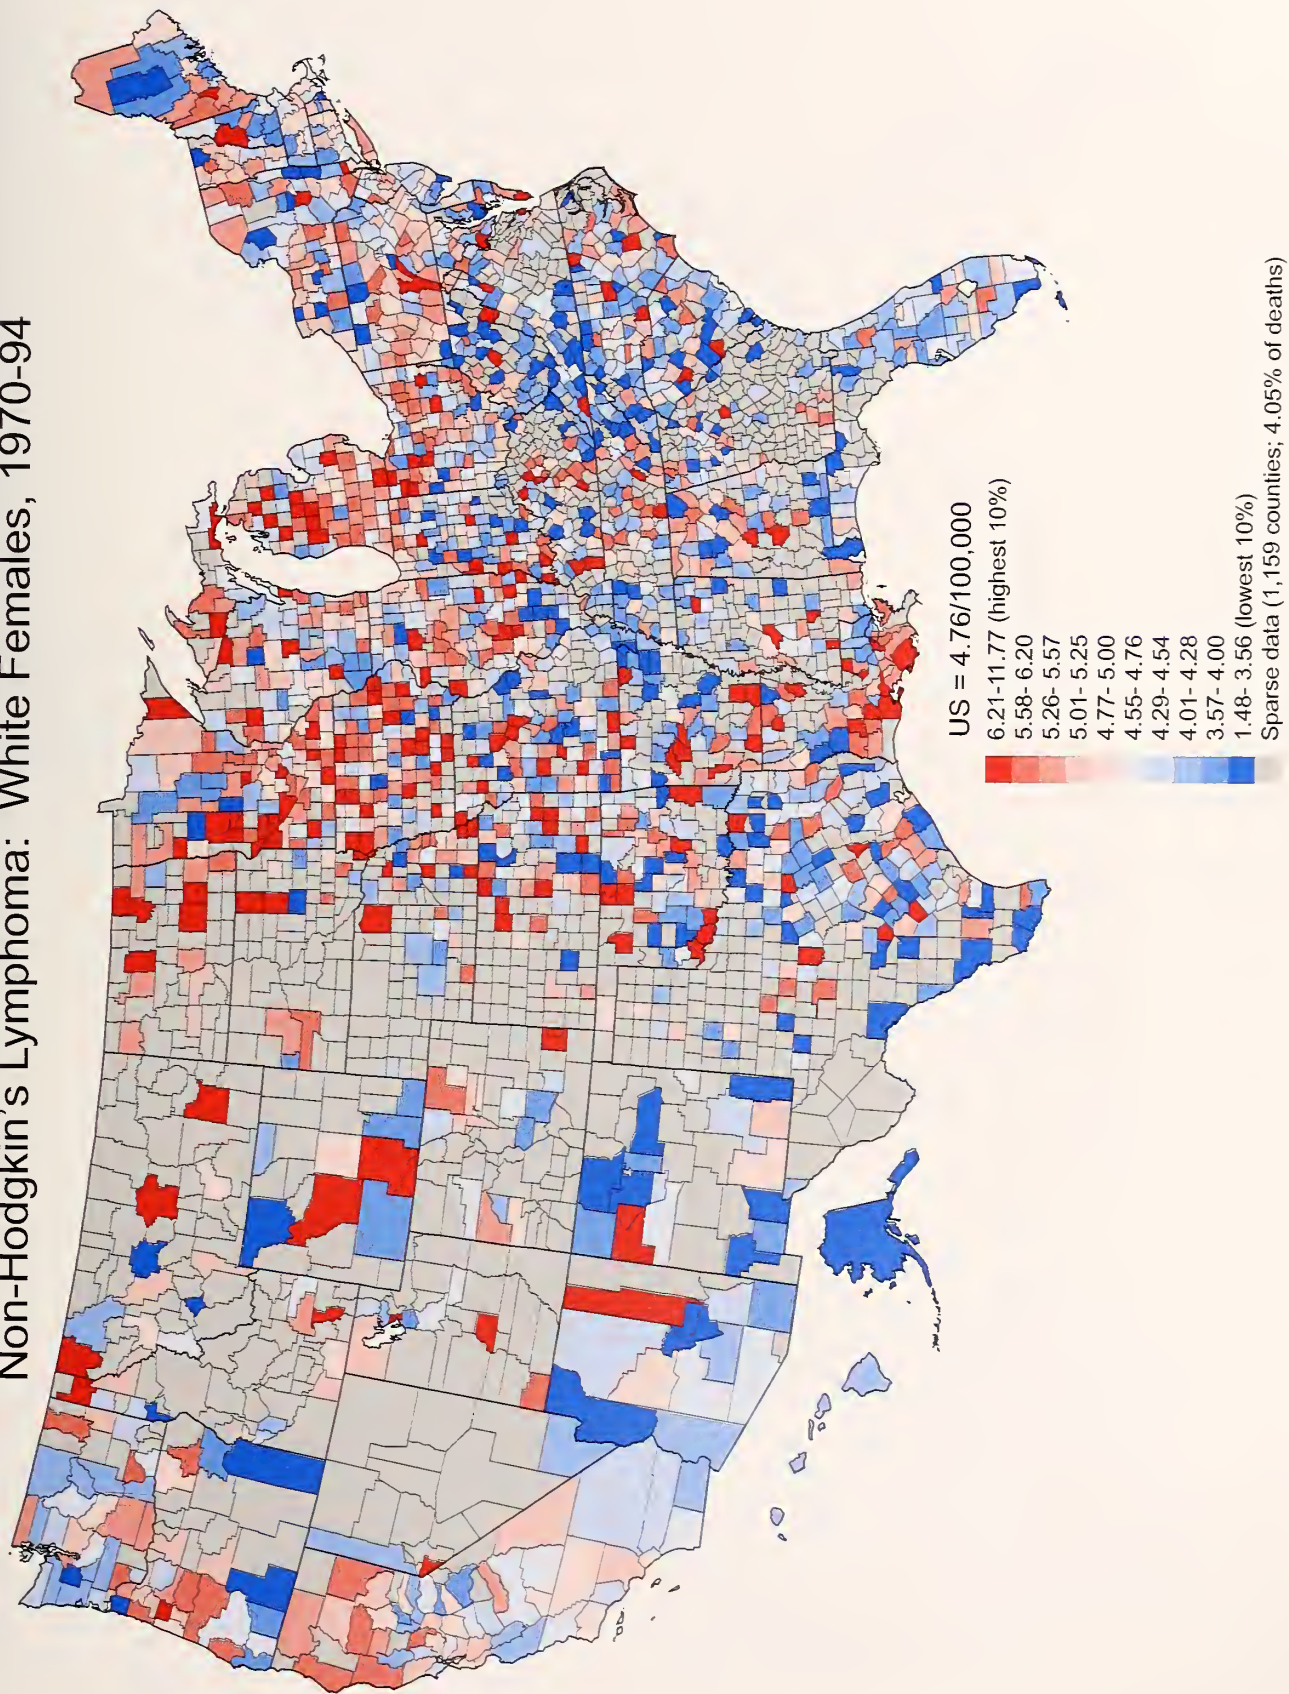 Non-Hodgkin's Lymphoma: White Females, 1970-94
US = 4.76/100,000
6.21-11.77 (highest 10%)
5.58- 6.20
5.26- 5.57
5.01- 5.25
4.77- 5.00
4.55- 4.76
4.29- 4.54
4.01- 4.28
3.57- 4.00
1.48- 3.56 (lowest 10%)
Sparse data (1,159 counties; 4.05% of deaths)